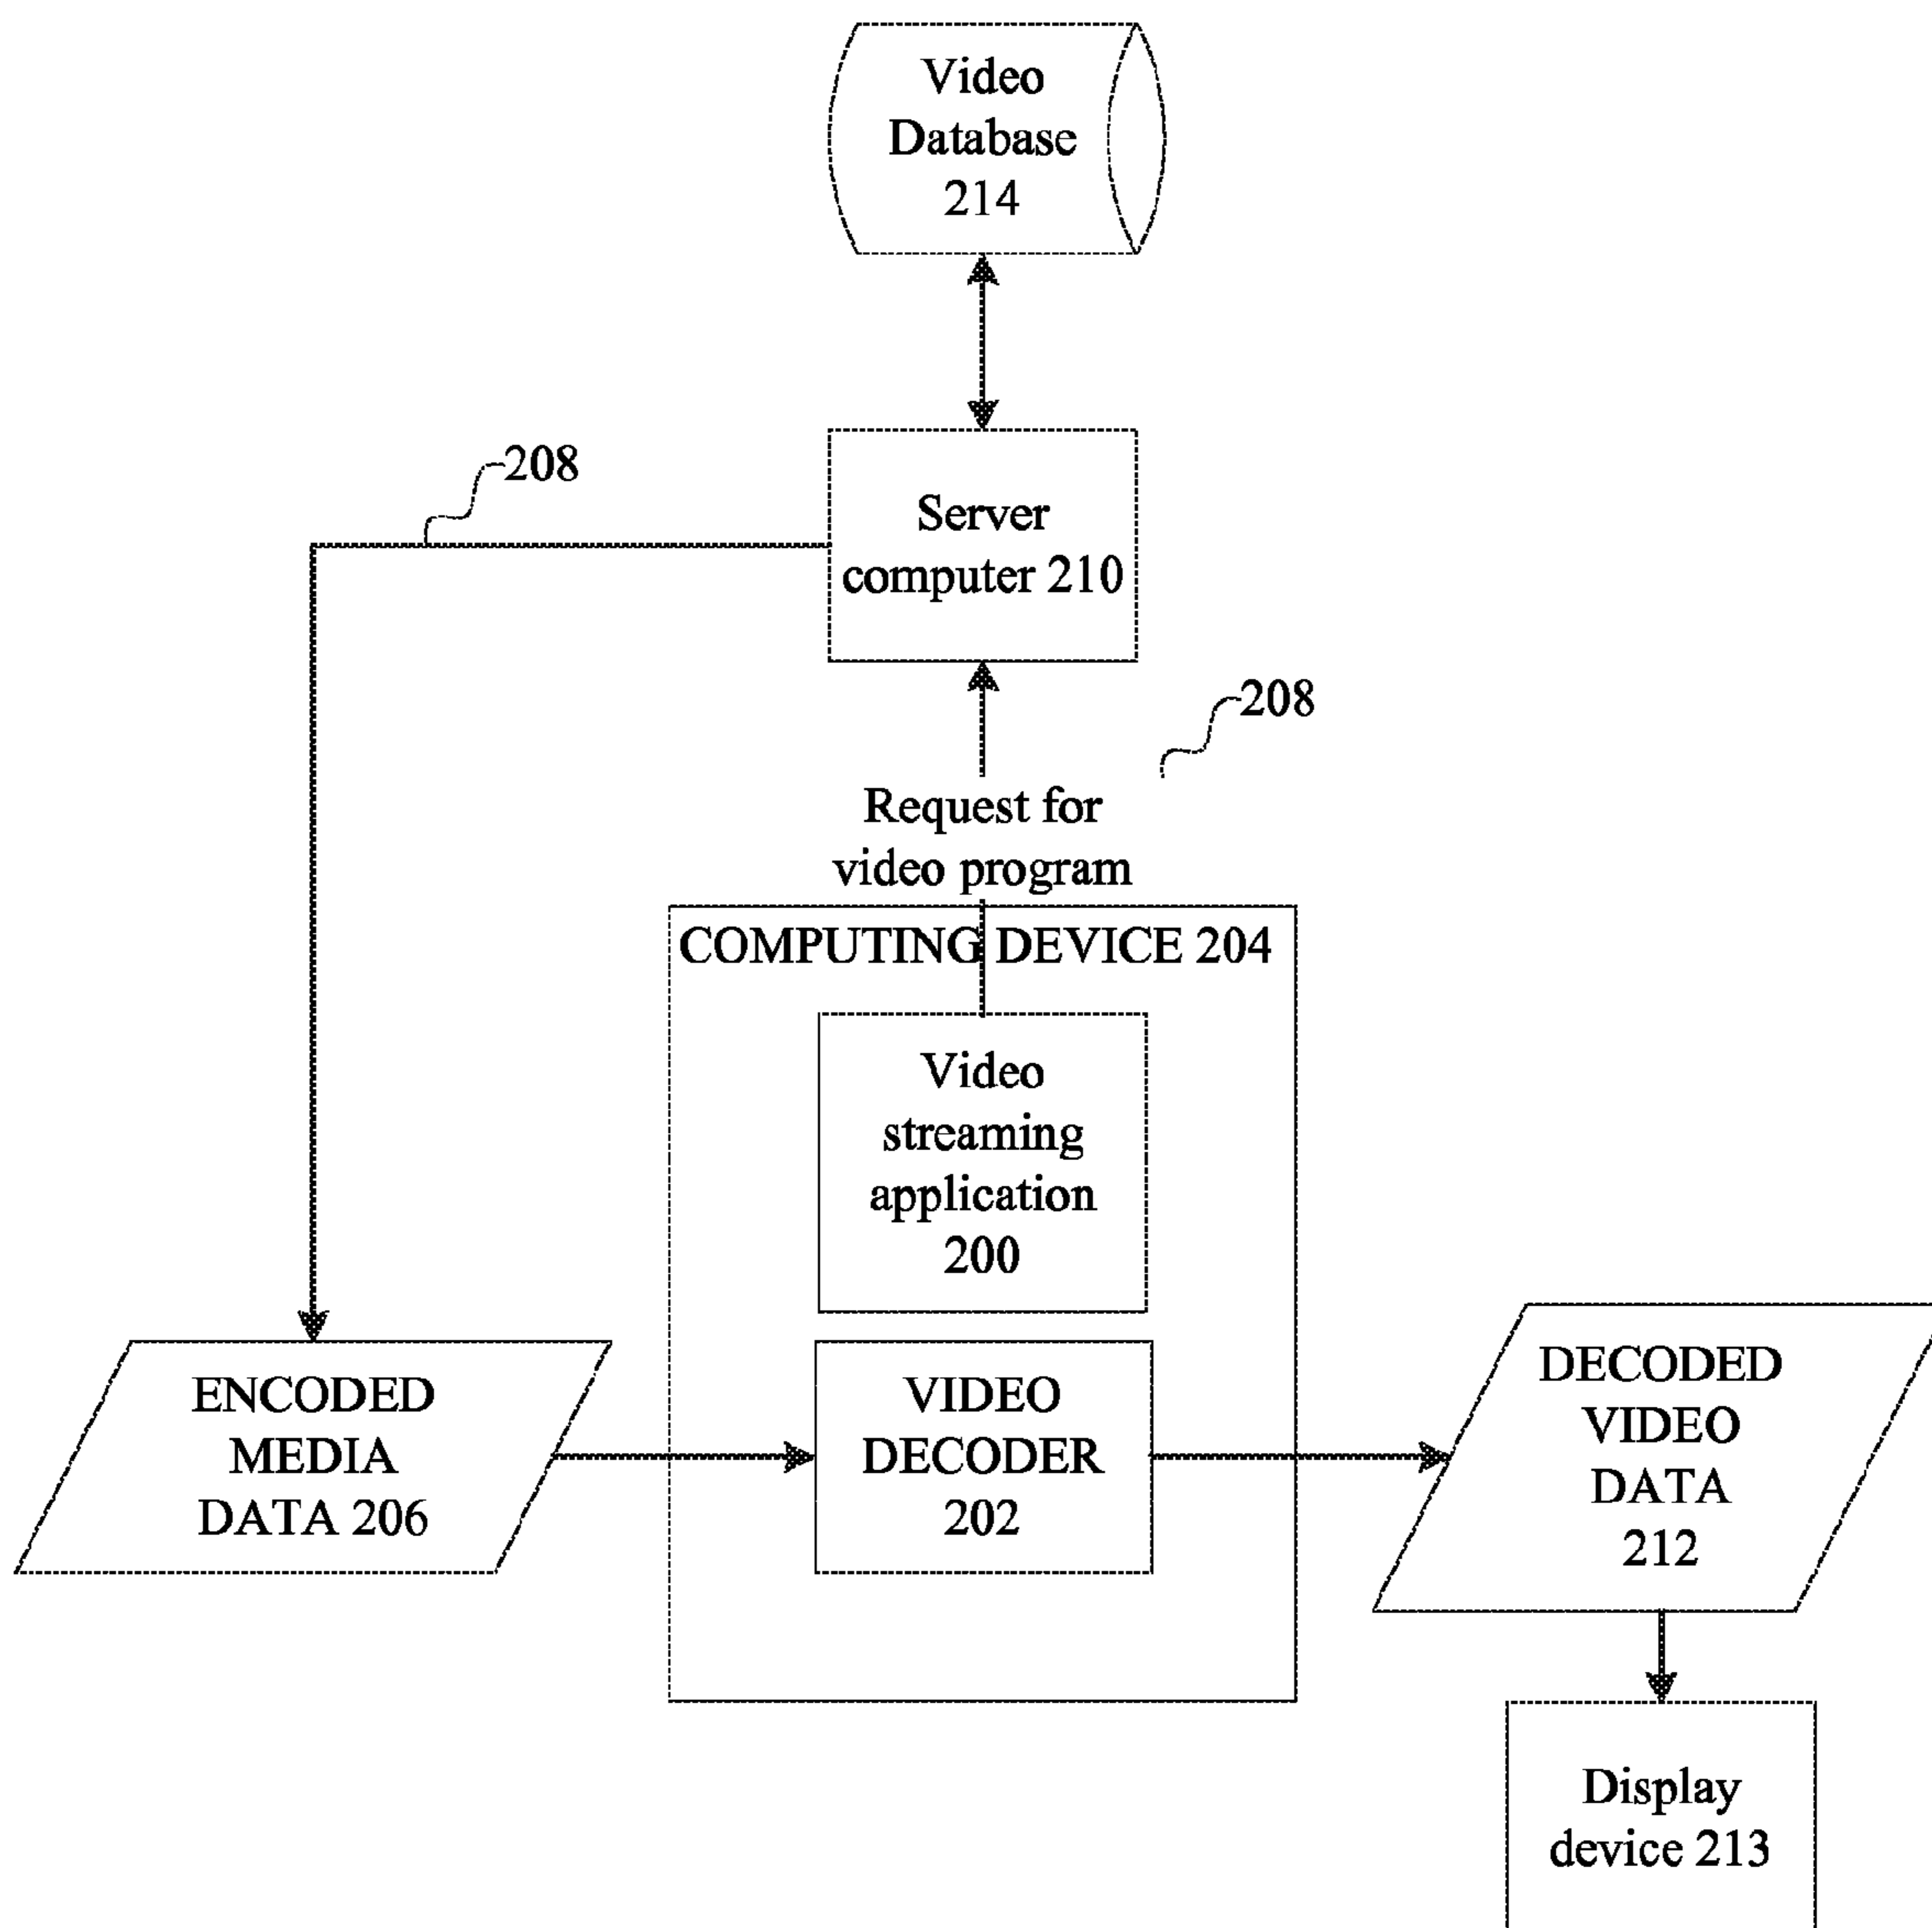 Video
Database
214
208
Server
computer 210
208
Request for
video program
COMPUTING DEVICE 204
Video
streaming
application
200
ENCODED
MEDIA
DATA 206
VIDEO
DECODER
202
DECODED
VIDEO
DATA
212
Display
device 213